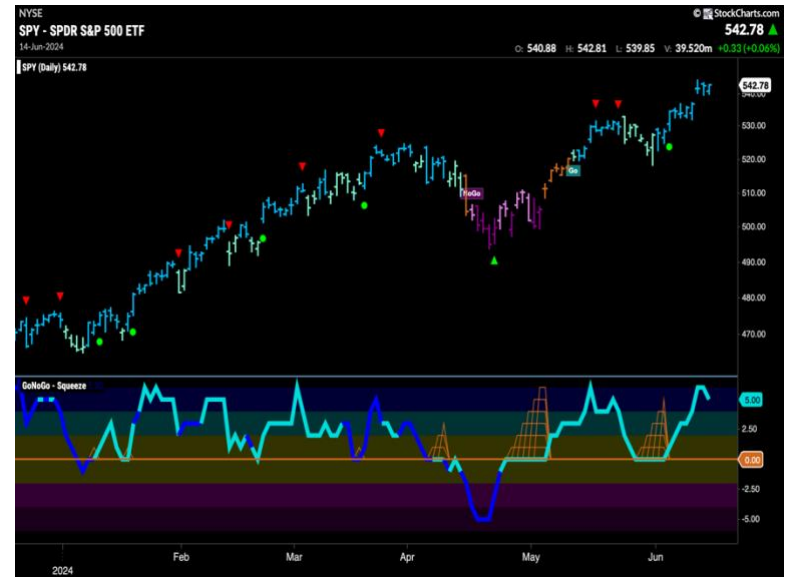 NYSE
© StockCharts.com
SPY - SPDR S&P 500 ETF
542.78
14-Jun-2024
O: 540.88 H: 542.81 L: 539.85 V: 39.520m +0.33 (+0.06%)
SPY (Daily) 542.78
542.78
540.00
530.00
520.00
510.00
500.00
490.00
480.00
470.00
NoGo
Go
GoNoGo - Squeeze
5.00
2.50
0.00
-2.50
-5.00
Feb
Mar
Apr
May
Jun
2024